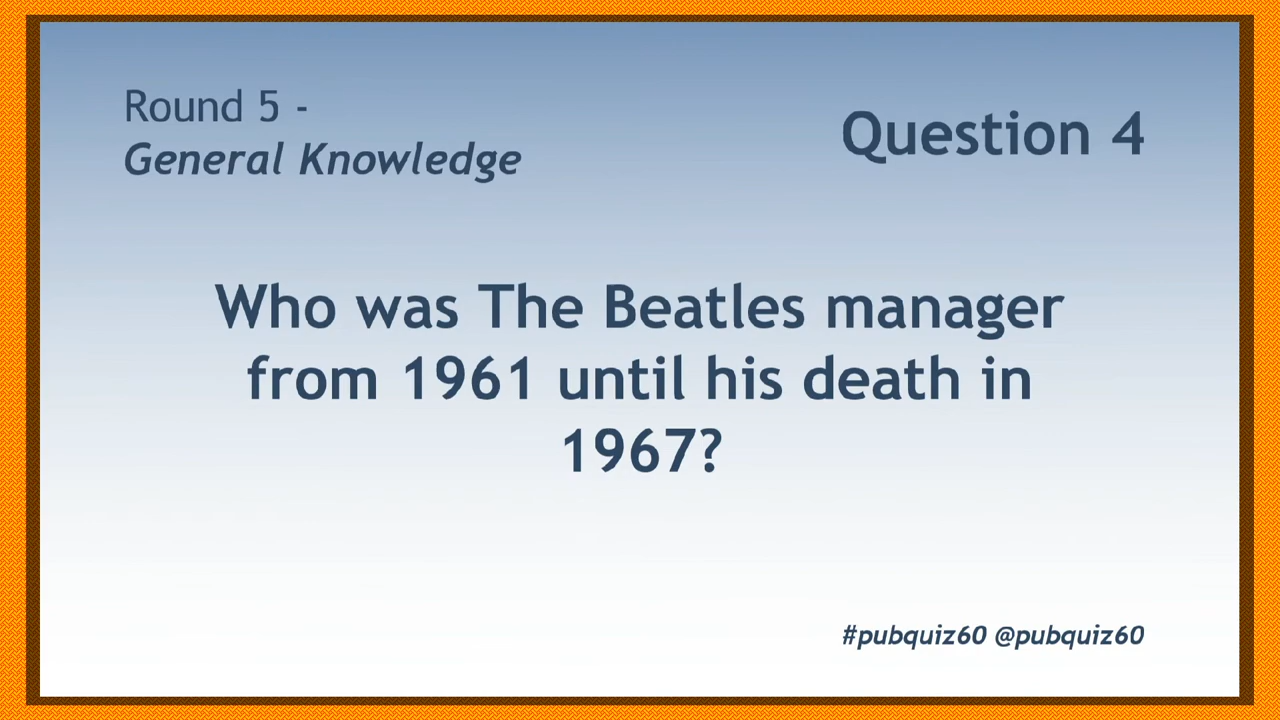 Round 5 -
General Knowledge
Question 4
Who was The Beatles manager
from 1961 until his death in
1967?
#pubquiz60 @pubquiz60